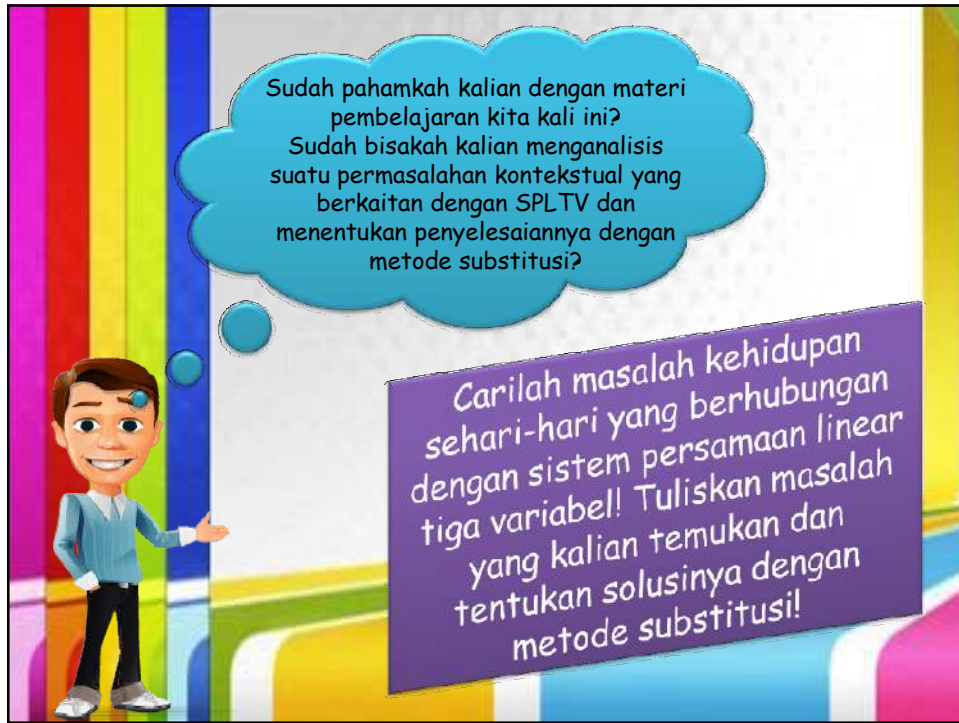 Sudah pahamkah kalian dengan materi
pembelajaran kita kali ini?
Sudah bisakah kalian menganalisis
suatu permasalahan kontekstual yang
berkaitan dengan SPLTV dan
menentukan penyelesaiannya dengan
metode substitusi?
Carilah masalah kehidupan
sehari-hari yang berhubungan
dengan sistem persamaan linear
tiga variabel! Tuliskan masalah
yang kalian temukan dan
tentukan solusinya dengan
metode substitusi!